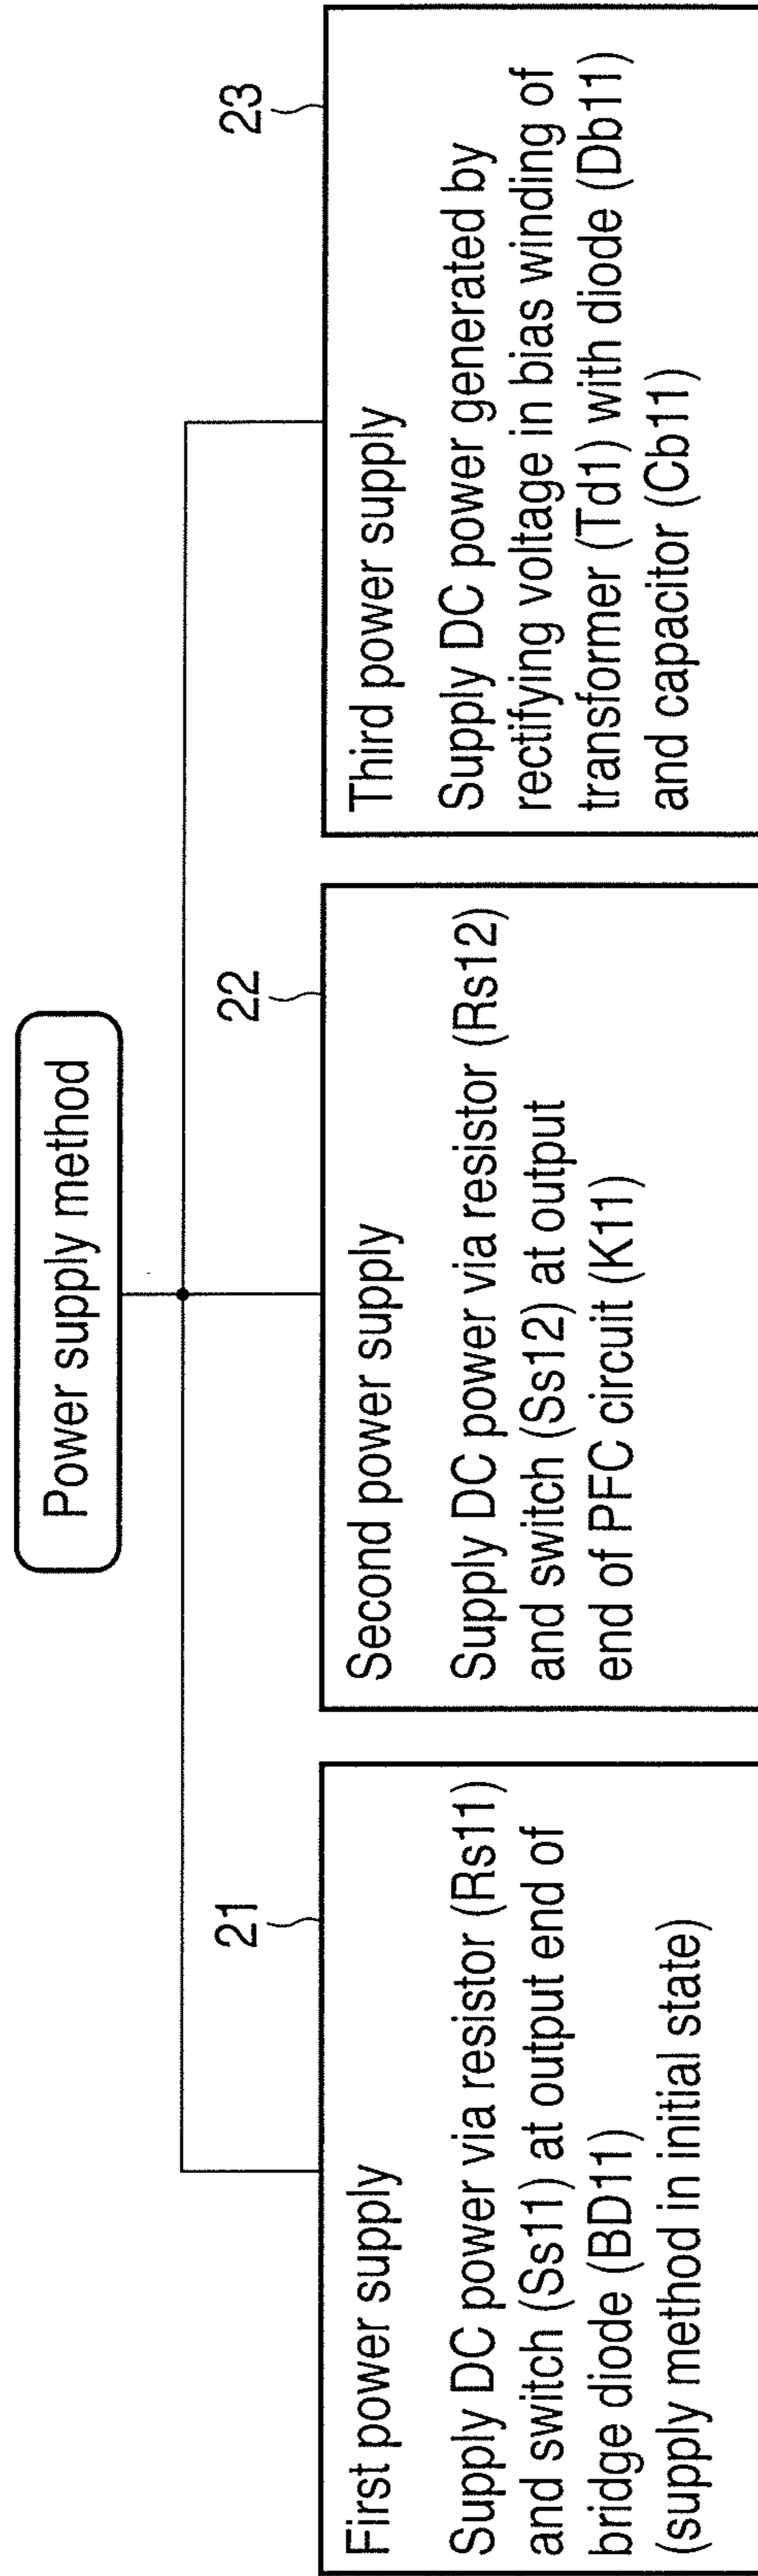 Power supply method
21
First power supply
Supply DC power via resistor (Rs11)
and switch (Ss11) at output end of
bridge diode (BD11)
(supply method in initial state)
22
Second power supply
Supply DC power via resistor (Rs12)
and switch (Ss12) at output
end of PFC circuit (K11)
23
Third power supply
Supply DC power generated by
rectifying voltage in bias winding of
transformer (Td1) with diode (Db11)
and capacitor (Cb11)